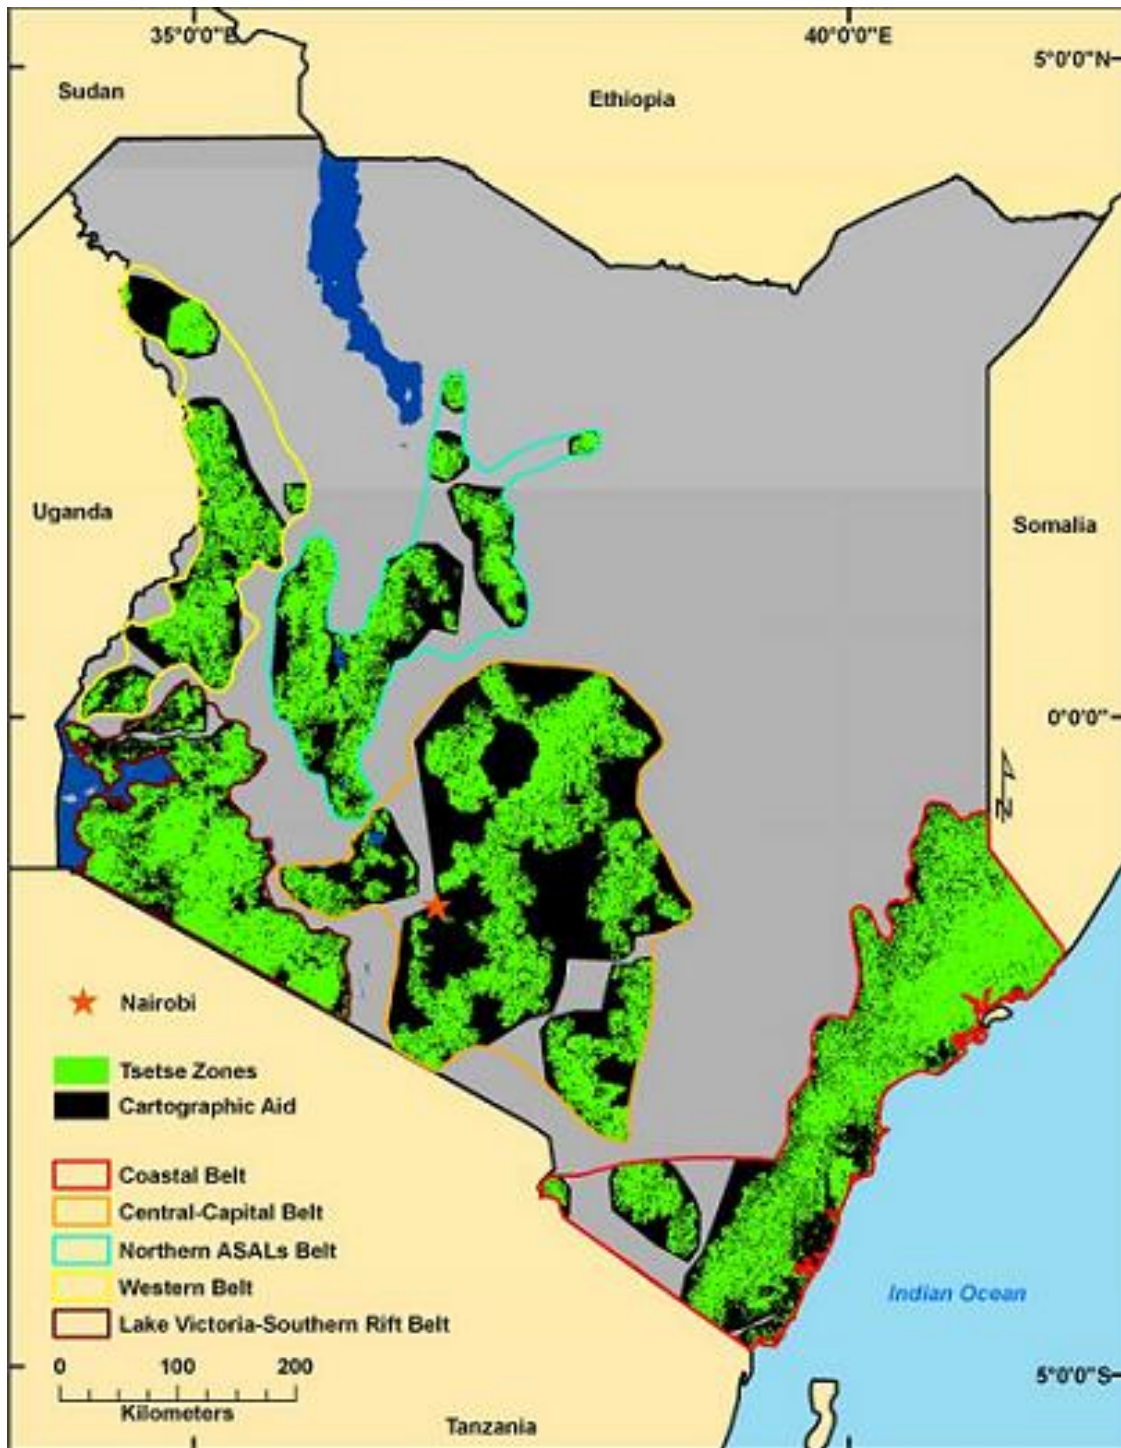 35°0'0"E
40°0'0"E
5°0'0"N
Sudan
Ethiopia
Uganda
Somalia
0°0'0"
N
Nairobi
Tsetse Zones
Cartographic Aid
Coastal Belt
Central-Capital Belt
Northern ASALs Belt
Western Belt
Lake Victoria-Southern Rift Belt
Indian Ocean
0 100 200
Kilometers
5°0'0"S
Tanzania